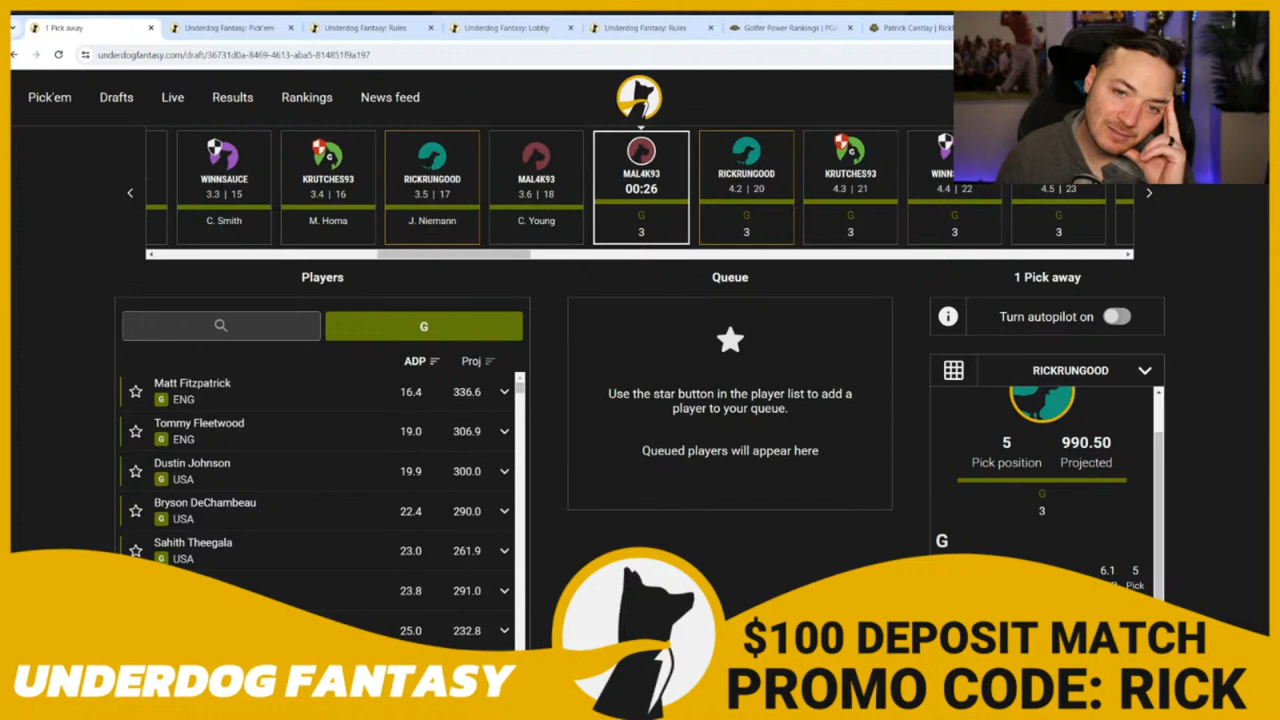 1 Pick away
Underdog Fantasy: Pick'em
Underdog Fantasy: Rules
Underdog Fantasy: Lobby
Underdog Fantasy: Rules
Golfer Power Rankings | PGA
Patrick Cantlay | Rick
underdogfantasy.com/draft/36731d0a-8469-4613-aba5-814851f9a197
Pick'em Drafts Live Results Rankings News feed
WINNSAUCE
3.3 | 15
C. Smith
G
KRUTCHES93
3.4 | 16
M. Homa
RICKRUNGOOD
3.5 | 17
J. Niemann
MAL4K93
3.6 | 18
C. Young
MAL4K93
00:26
G
3
RICKRUNGOOD
4.2 | 20
G
3
G
KRUTCHES93
4.3 | 21
G
3
4.4 | 22
G
3
4.5 | 23
G
3
Players
Queue
1 Pick away
G
ADP Proj
Matt Fitzpatrick
G ENG
16.4 336.6
Tommy Fleetwood
G ENG
19.0 306.9
Dustin Johnson
G USA
19.9 300.0
Bryson DeChambeau
G USA
22.4 290.0
Sahith Theegala
G USA
23.0 261.9
23.8 291.0
25.0 232.8
Use the star button in the player list to add a
player to your queue.
Queued players will appear here
Turn autopilot on
RICKRUNGOOD
5 990.50
Pick position Projected
G
3
G
6.1 5
Pick
UNDERDOG FANTASY
$100 DEPOSIT MATCH
PROMO CODE: RICK